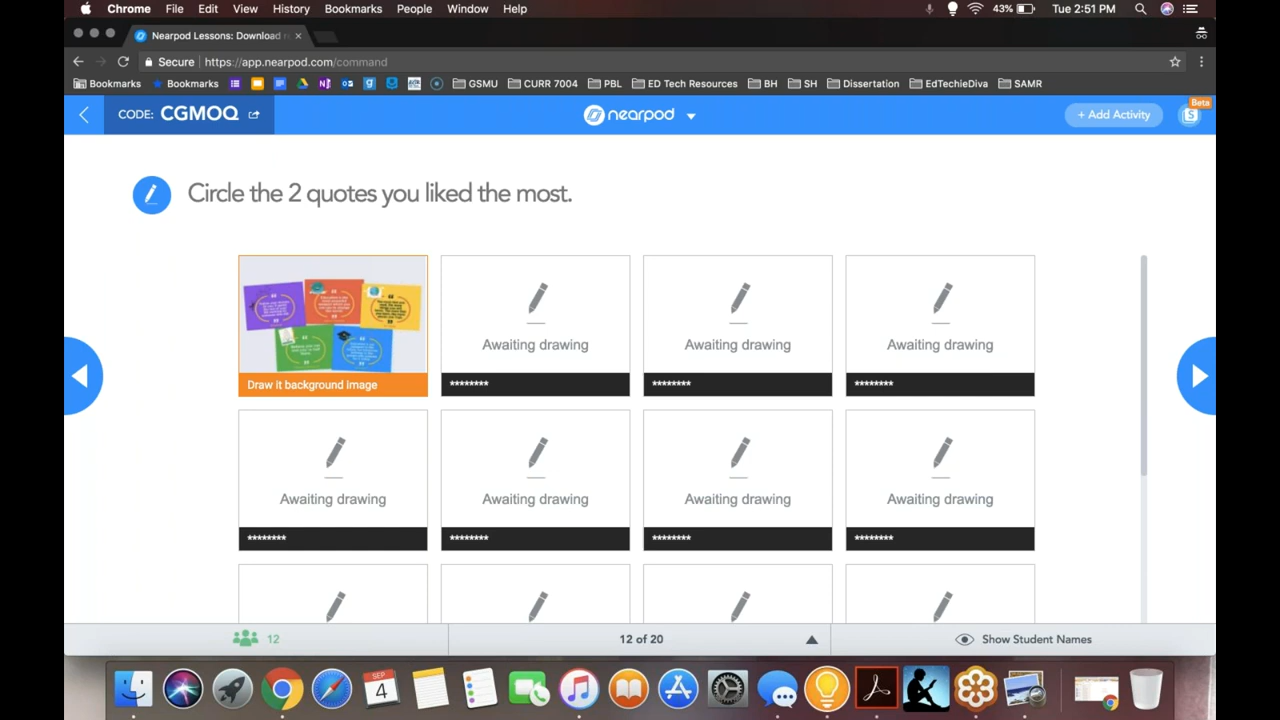 Chrome File Edit View History Bookmarks People Window Help 43% Tue 2:51 PM
Nearpod Lessons: Download
Secure https://app.nearpod.com/command
Bookmarks Bookmarks GSMU CURR 7004 PBL ED Tech Resources BH SH Dissertation EdTechieDiva SAMR
CODE: CGMOQ nearpod + Add Activity S Beta
Circle the 2 quotes you liked the most.
Awaiting drawing Awaiting drawing Awaiting drawing
Draw it background image ******** ******** ********
Awaiting drawing Awaiting drawing Awaiting drawing Awaiting drawing
******** ******** ******** ********
12 12 of 20 Show Student Names
SEP
4